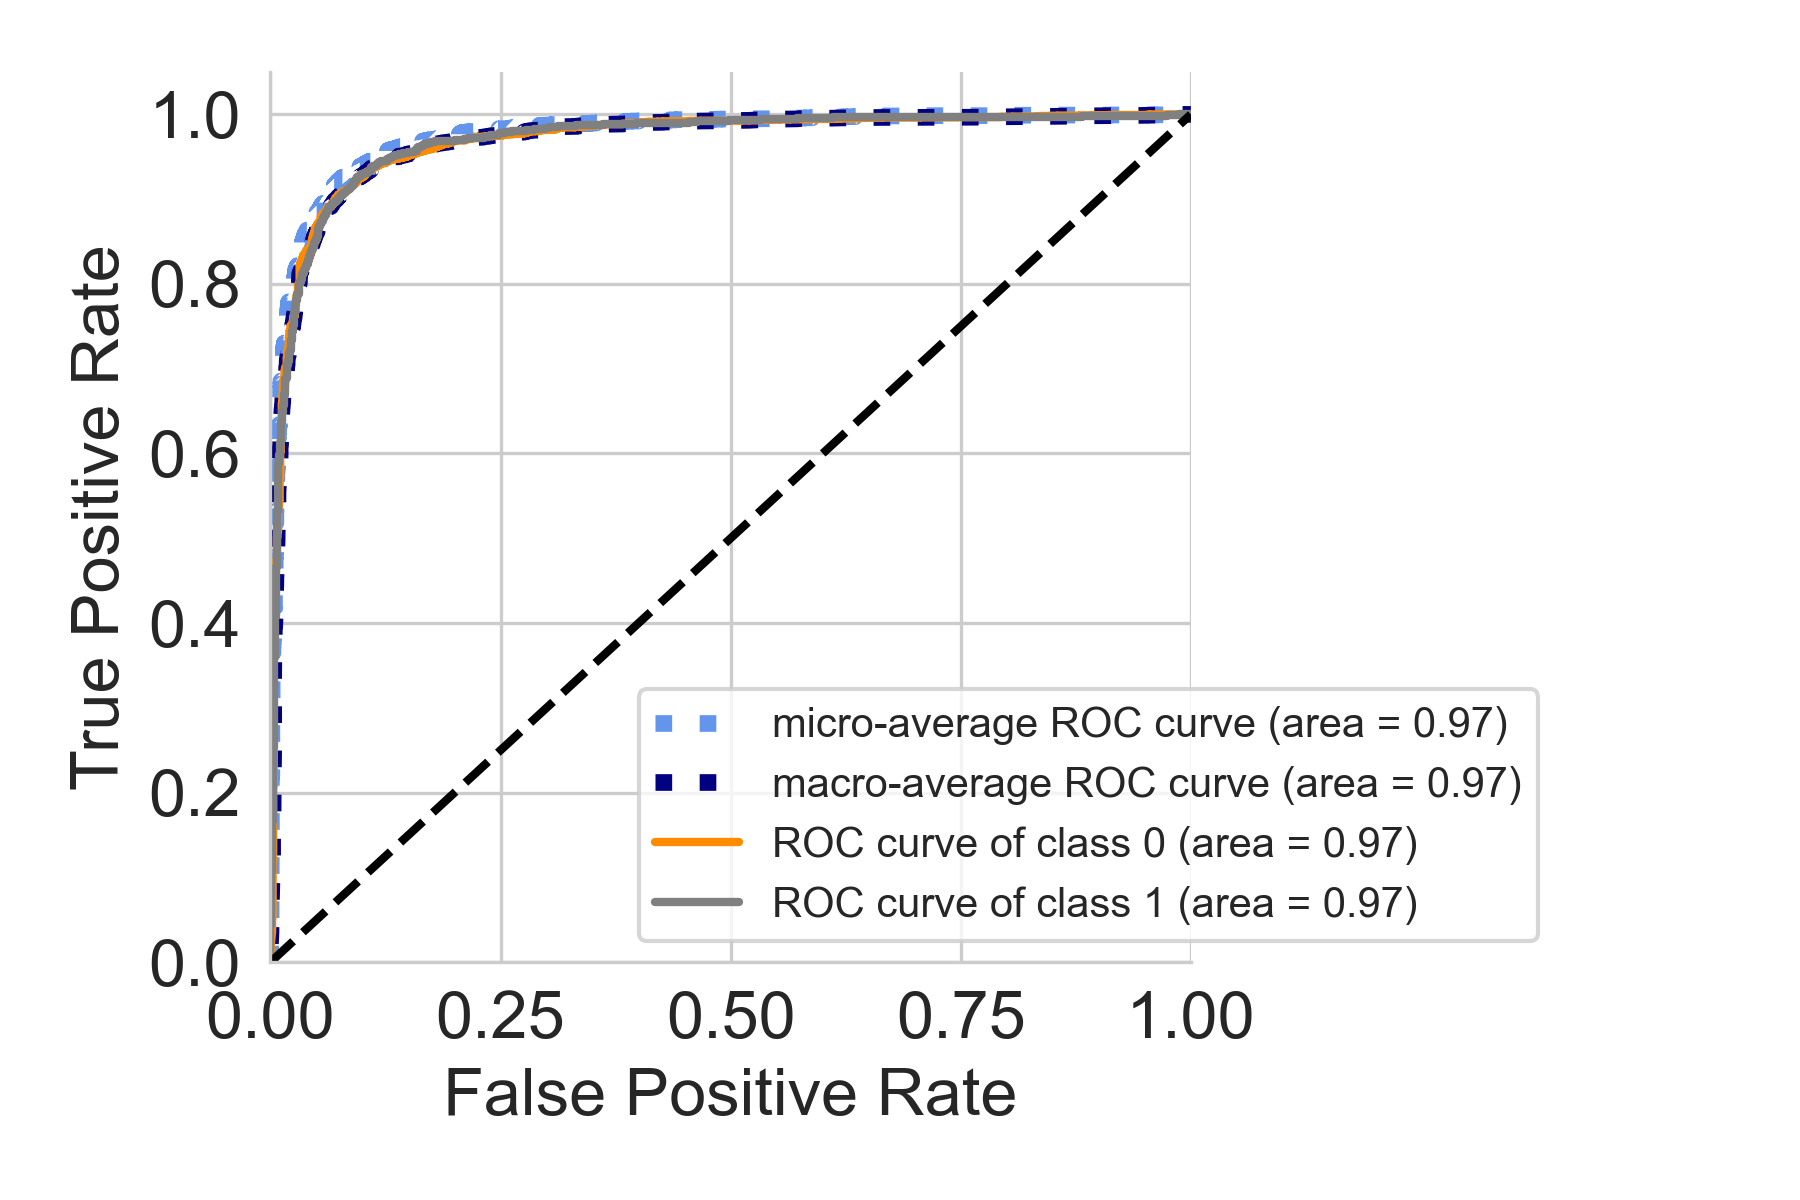 True Positive Rate
1.0
0.8
0.6
0.4
0.2
0.0
micro-average ROC curve (area = 0.97)
macro-average ROC curve (area = 0.97)
ROC curve of class 0 (area = 0.97)
ROC curve of class 1 (area = 0.97)
0.00 0.25 0.50 0.75 1.00
False Positive Rate